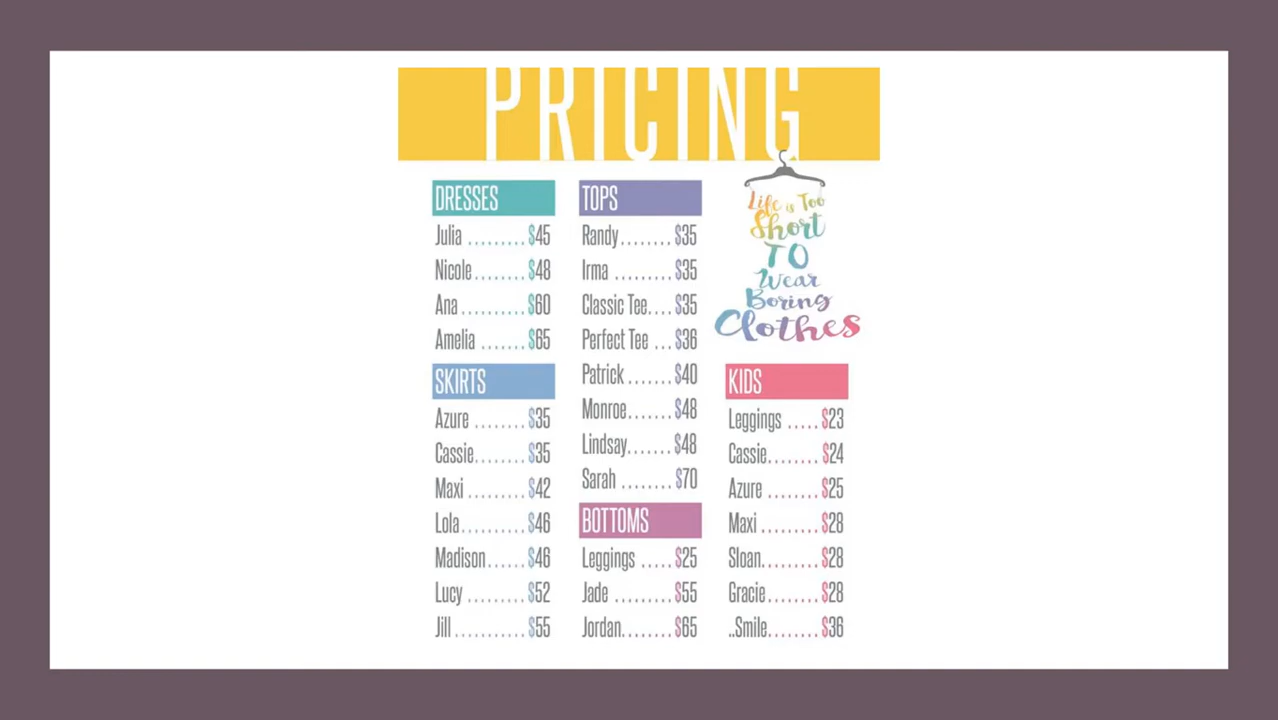 PRICING
DRESSES
Julia ......... $45
Nicole ........ $48
Ana ........... $60
Amelia ....... $65
SKIRTS
Azure ........ $35
Cassie........ $35
Maxi ......... $42
Lola........... $46
Madison...... $46
Lucy .......... $52
Jill ............ $55
TOPS
Randy........ $35
Irma ......... $35
Classic Tee.... $35
Perfect Tee ... $36
Patrick ....... $40
Monroe....... $48
Lindsay....... $48
Sarah ........ $70
BOTTOMS
Leggings ..... $25
Jade ......... $55
Jordan........ $65
Life is Too
Short
TO
Wear
Boring
Clothes
KIDS
Leggings ..... $23
Cassie........ $24
Azure ........ $25
Maxi ......... $28
Sloan......... $28
Gracie........ $28
..Smile........ $36